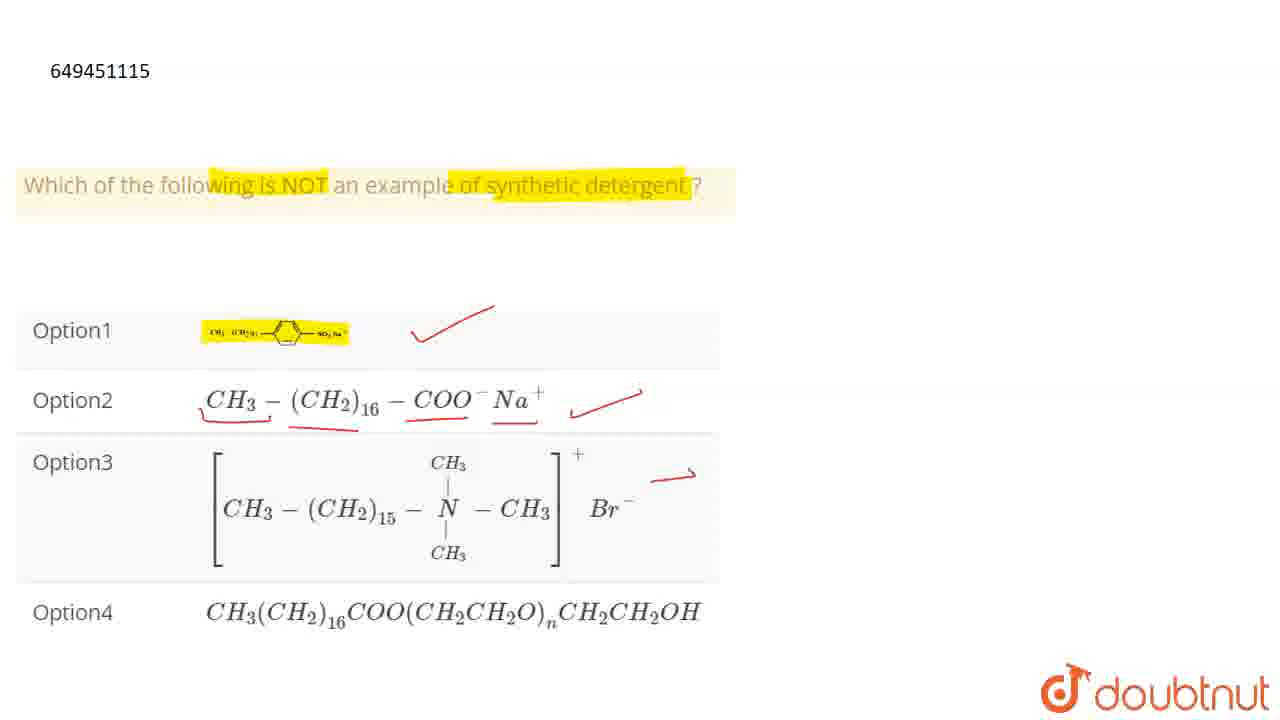 649451115
Which of the following is NOT an example of synthetic detergent ?
Option1
Option2 CH₃ − (CH₂)₁₆ − COO⁻Na⁺
Option3
CH₃
|
[CH₃ − (CH₂)₁₅ − N − CH₃]⁺ Br⁻
|
CH₃
Option4 CH₃(CH₂)₁₆COO(CH₂CH₂O)ₙCH₂CH₂OH
doubtnut